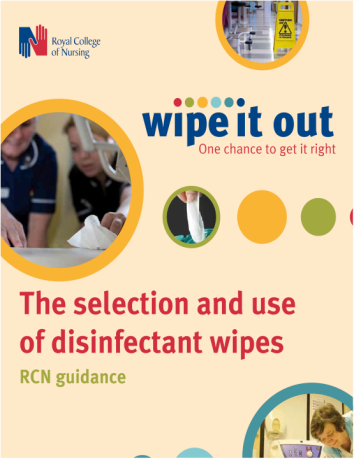 Royal College
of Nursing
wipe it out
One chance to get it right
The selection and use
of disinfectant wipes
RCN guidance